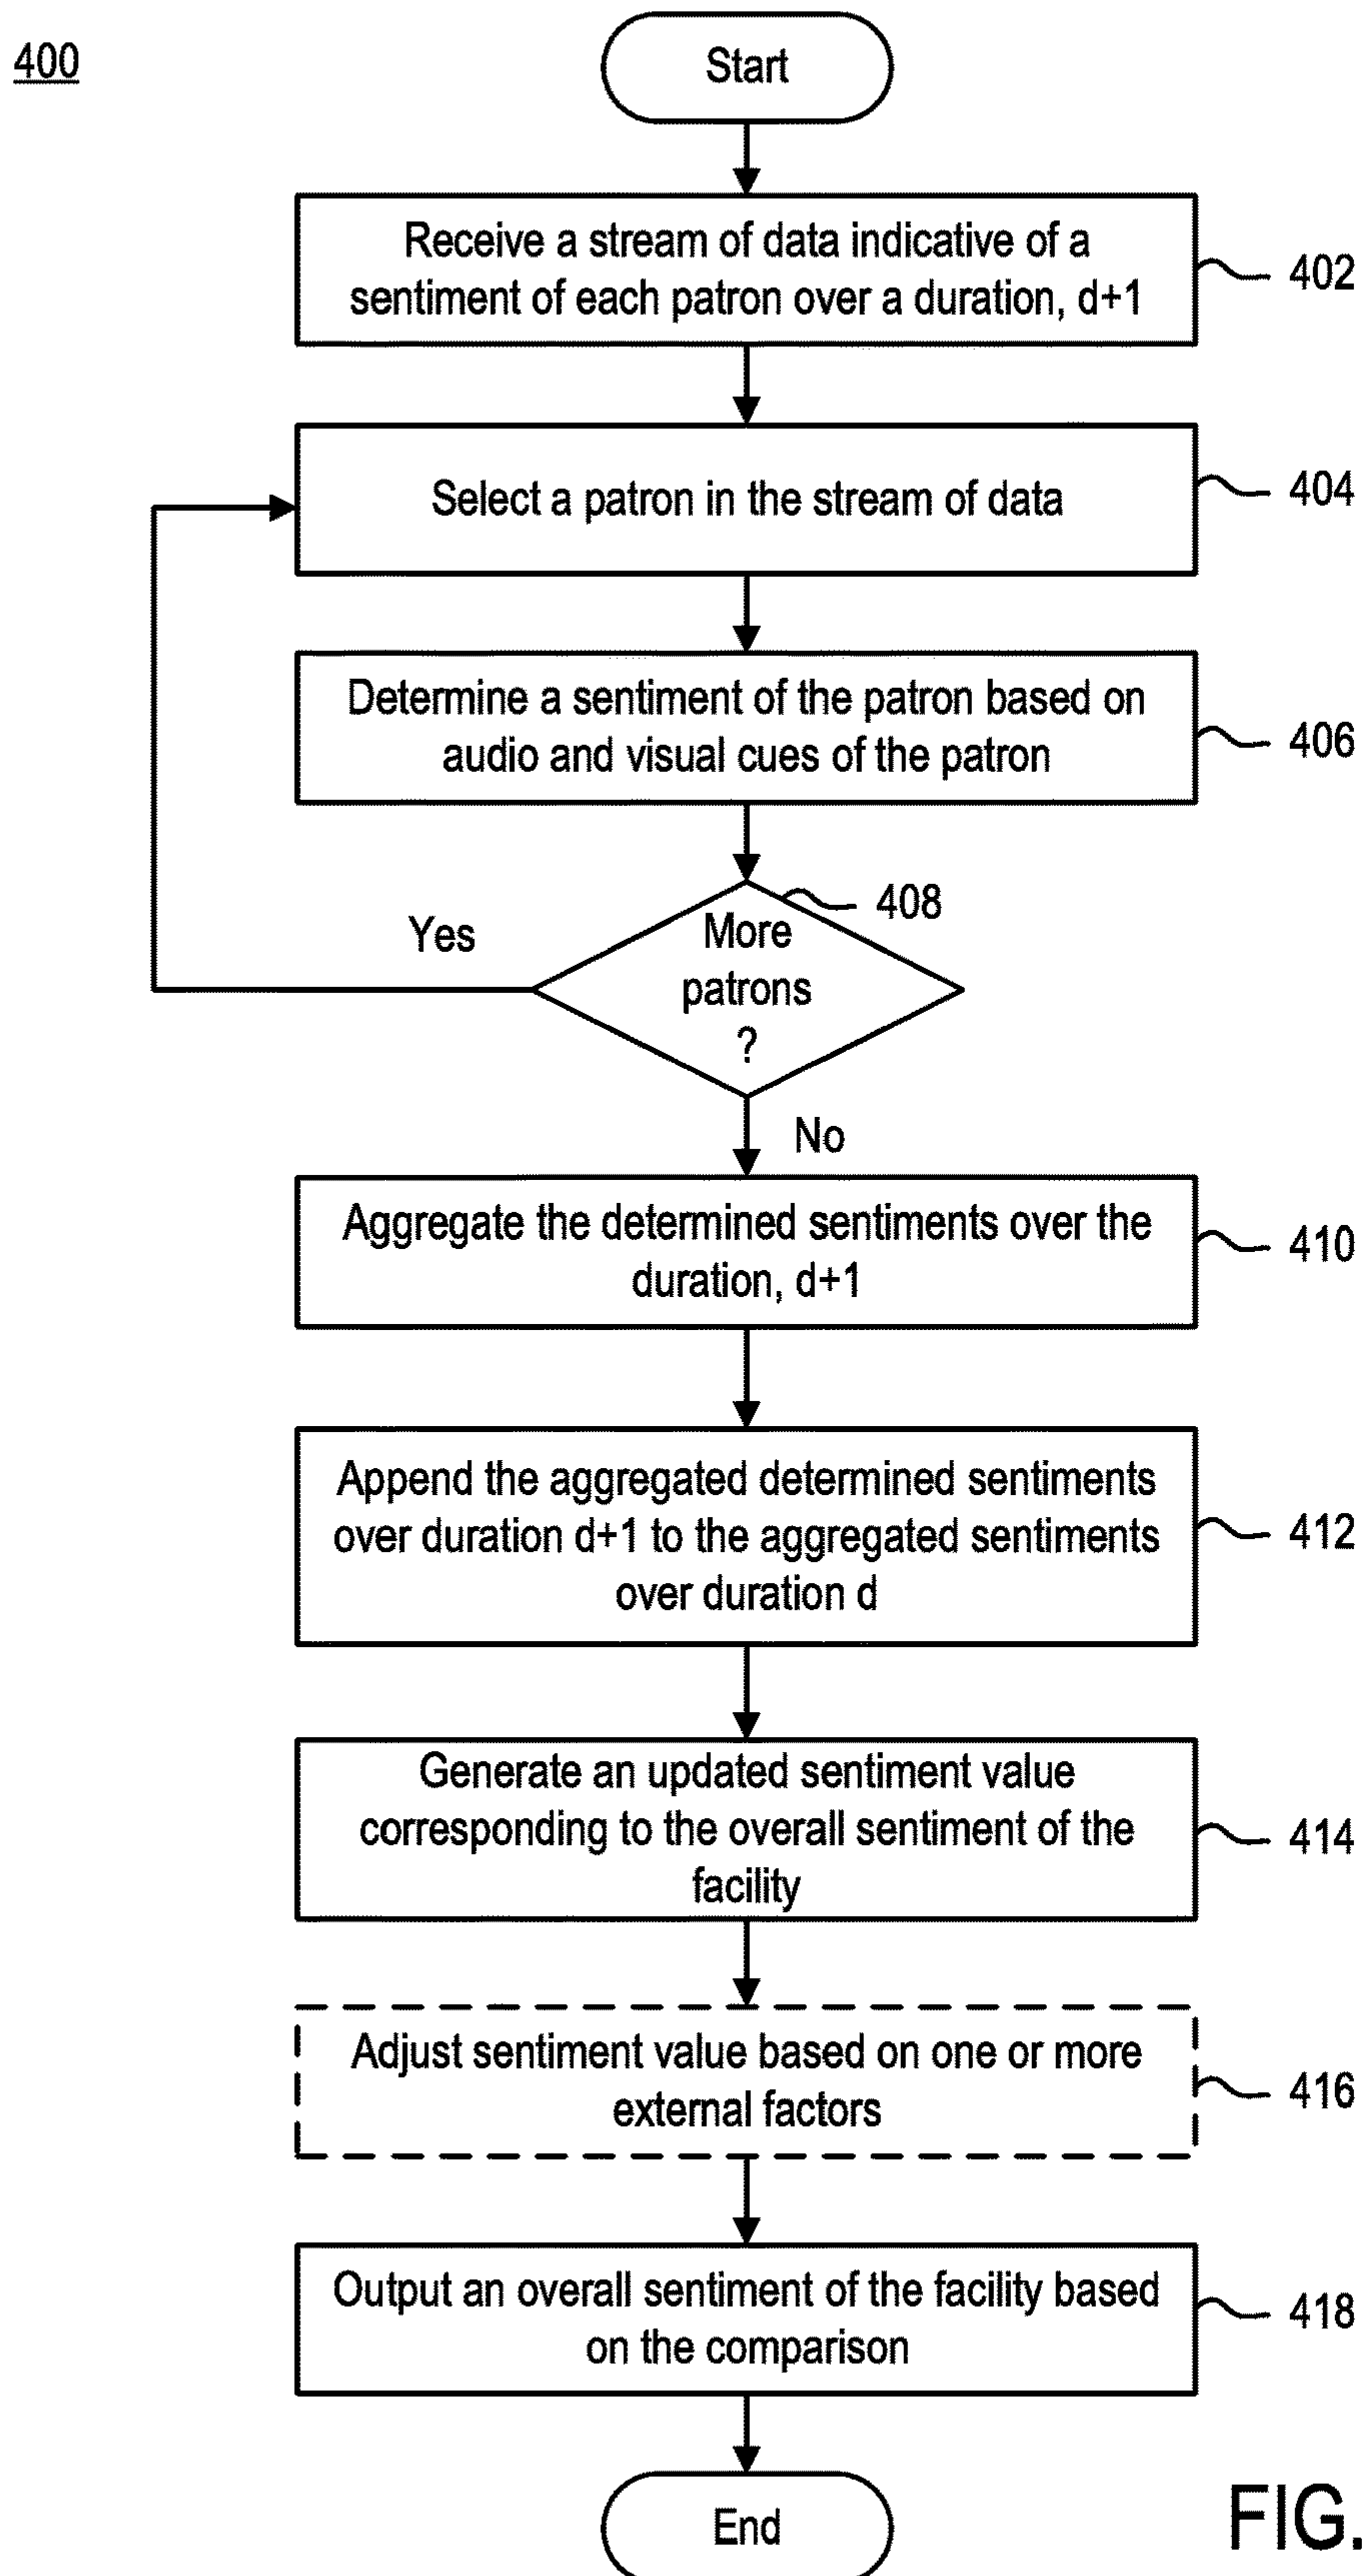 400
Start
Receive a stream of data indicative of a
sentiment of each patron over a duration, d+1
402
Select a patron in the stream of data
404
Determine a sentiment of the patron based on
audio and visual cues of the patron
406
408
More
patrons
?
Yes
No
Aggregate the determined sentiments over the
duration, d+1
410
Append the aggregated determined sentiments
over duration d+1 to the aggregated sentiments
over duration d
412
Generate an updated sentiment value
corresponding to the overall sentiment of the
facility
414
Adjust sentiment value based on one or more
external factors
416
Output an overall sentiment of the facility based
on the comparison
418
End
FIG.